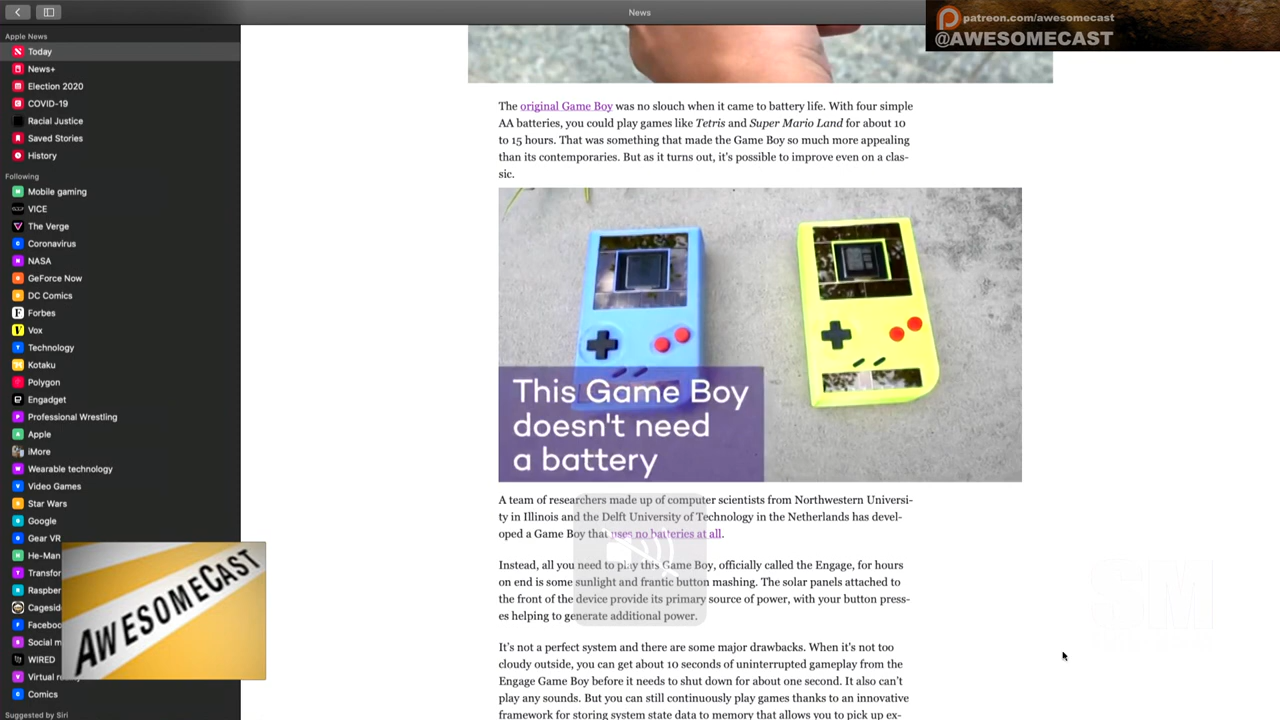 News
patreon.com/awesomecast
@AWESOMECAST
Apple News
Today
News+
Election 2020
COVID-19
Racial Justice
Saved Stories
History
Following
Mobile gaming
VICE
The Verge
Coronavirus
NASA
GeForce Now
DC Comics
Forbes
Vox
Technology
Kotaku
Polygon
Engadget
Professional Wrestling
Apple
iMore
Wearable technology
Video Games
Star Wars
Google
Gear VR
He-Man
Transfor
Raspber
Cagesid
Faceboo
Social m
WIRED
Virtual re
Comics
Suggested by Siri
AWESOMECAST
The original Game Boy was no slouch when it came to battery life. With four simple
AA batteries, you could play games like Tetris and Super Mario Land for about 10
to 15 hours. That was something that made the Game Boy so much more appealing
than its contemporaries. But as it turns out, it's possible to improve even on a clas-
sic.
This Game Boy
doesn't need
a battery
A team of researchers made up of computer scientists from Northwestern Universi-
ty in Illinois and the Delft University of Technology in the Netherlands has devel-
oped a Game Boy that uses no batteries at all.
Instead, all you need to play this Game Boy, officially called the Engage, for hours
on end is some sunlight and frantic button mashing. The solar panels attached to
the front of the device provide its primary source of power, with your button press-
es helping to generate additional power.
It's not a perfect system and there are some major drawbacks. When it's not too
cloudy outside, you can get about 10 seconds of uninterrupted gameplay from the
Engage Game Boy before it needs to shut down for about one second. It also can't
play any sounds. But you can still continuously play games thanks to an innovative
framework for storing system state data to memory that allows you to pick up ex-
SM